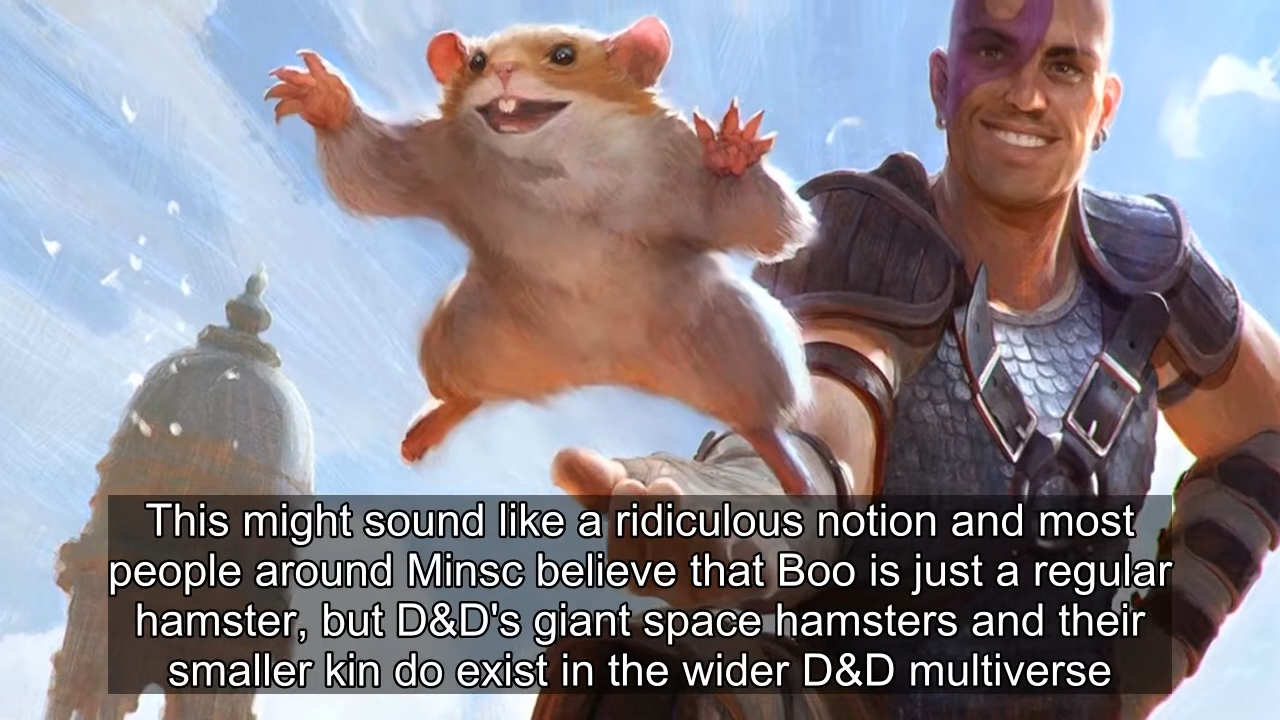 This might sound like a ridiculous notion and most
people around Minsc believe that Boo is just a regular
hamster, but D&D's giant space hamsters and their
smaller kin do exist in the wider D&D multiverse